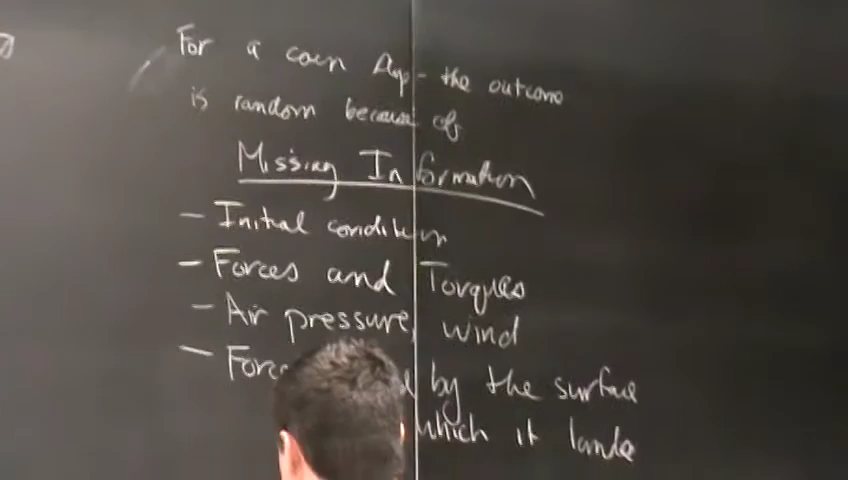 For a coin flip - the outcome
is random because of
Missing Information
- Initial condition
- Forces and Torques
- Air pressure, wind
- Force by the surface
which it lands